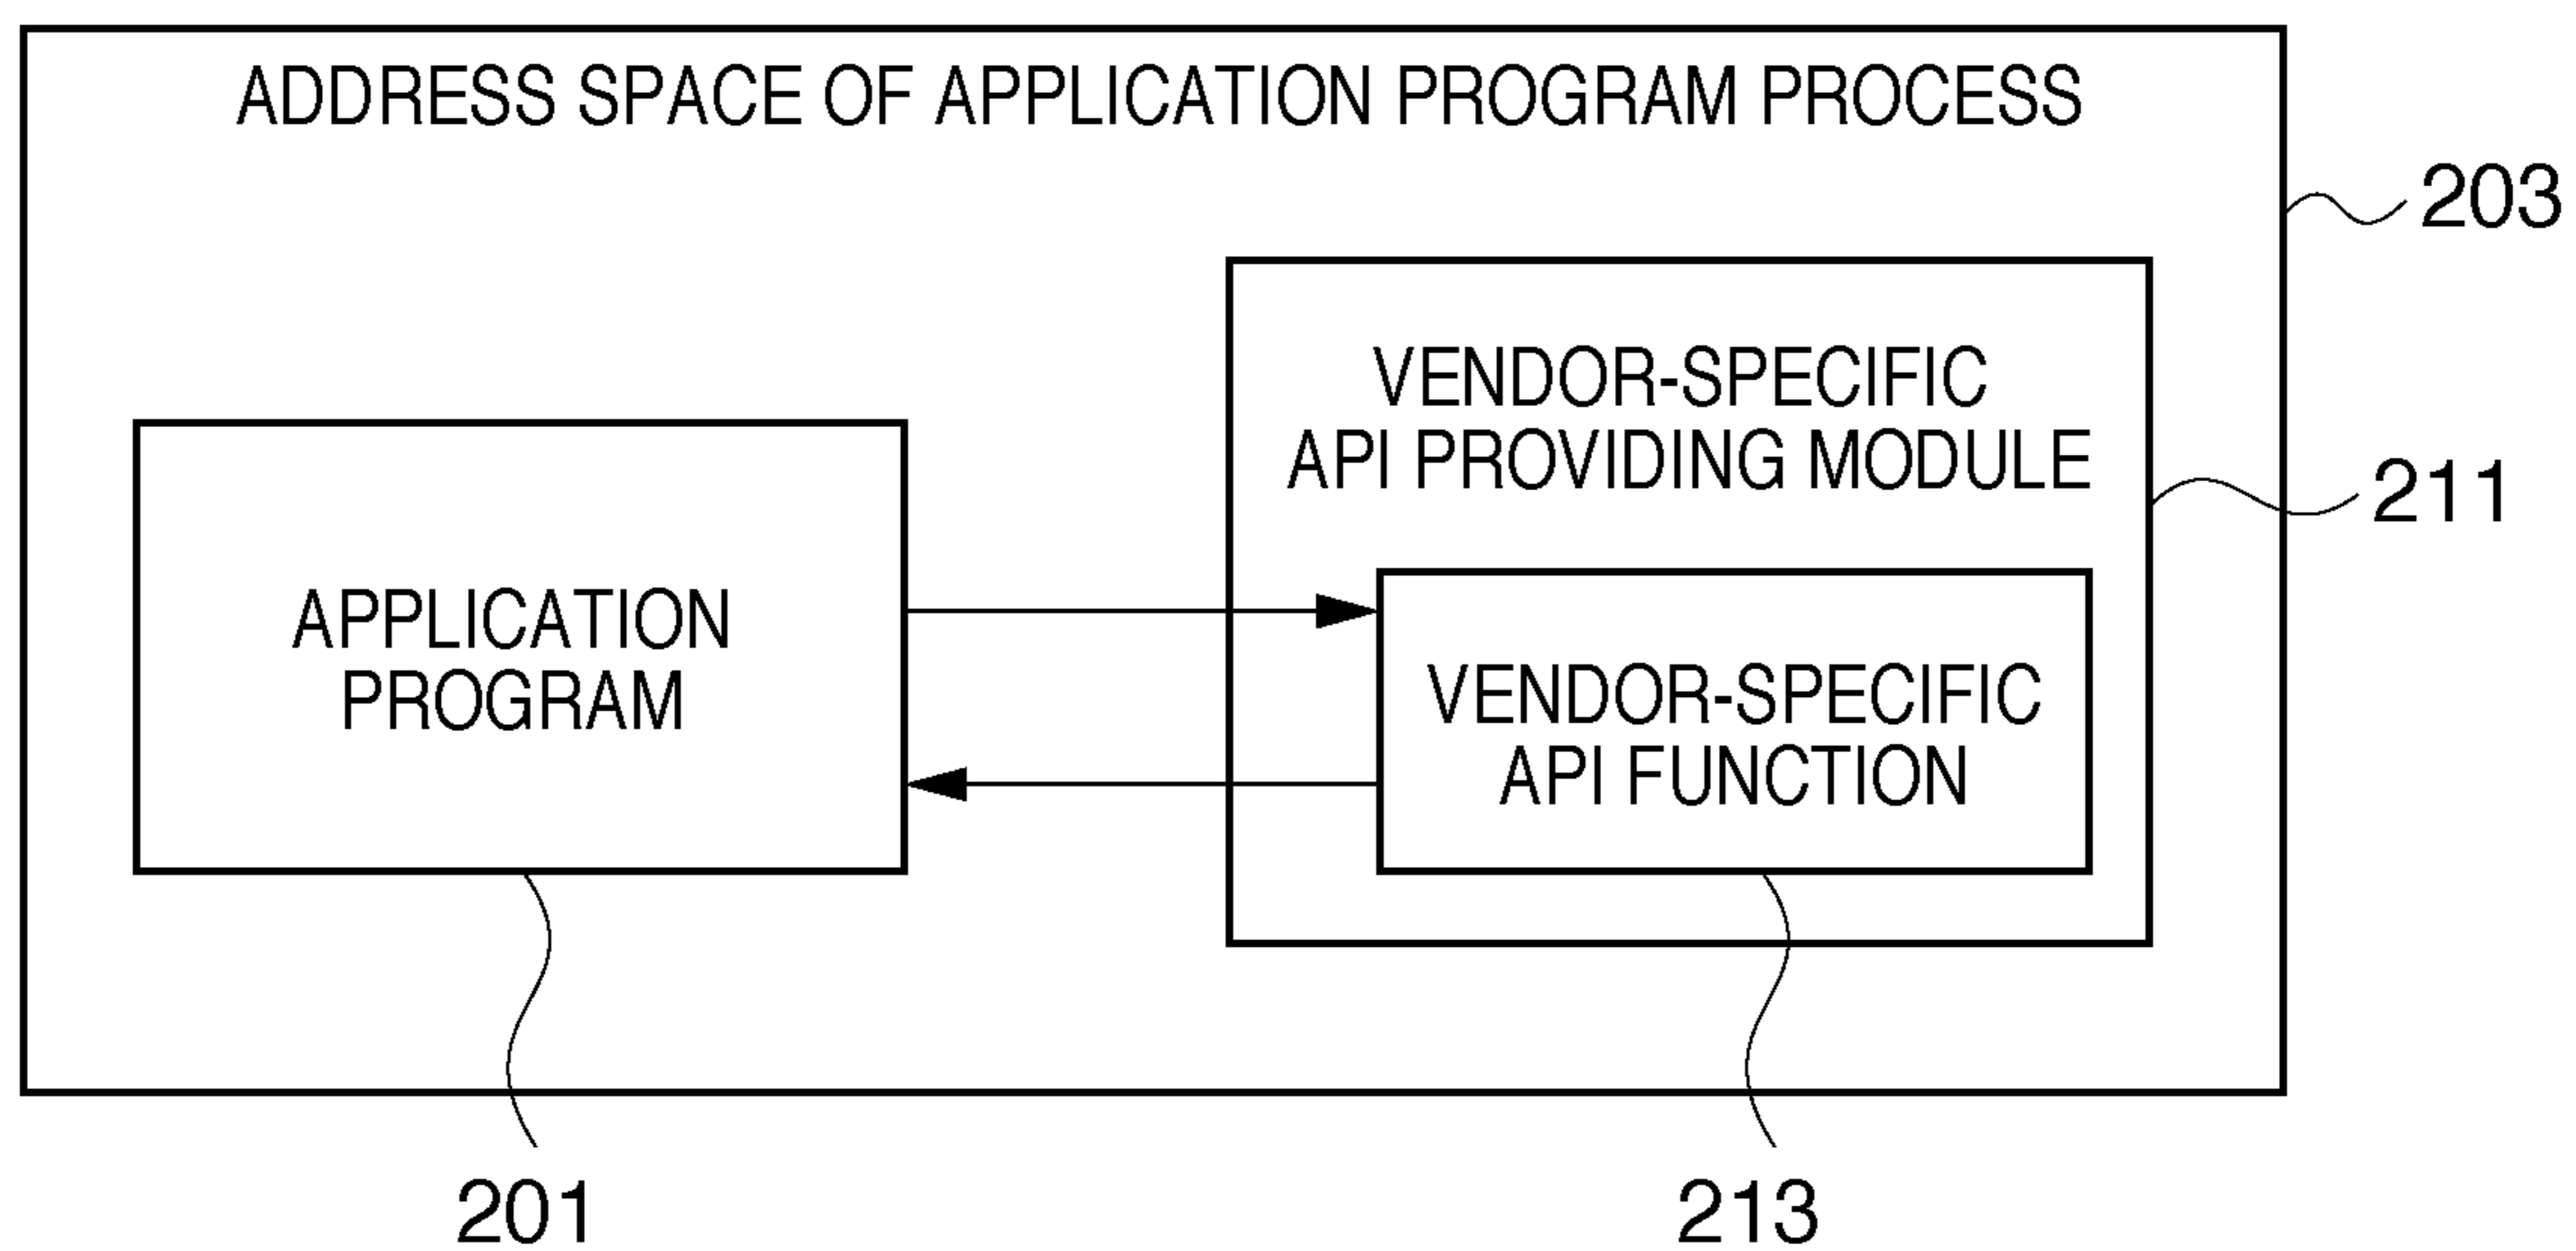 ADDRESS SPACE OF APPLICATION PROGRAM PROCESS
203
VENDOR-SPECIFIC
API PROVIDING MODULE
211
APPLICATION
PROGRAM
VENDOR-SPECIFIC
API FUNCTION
201
213